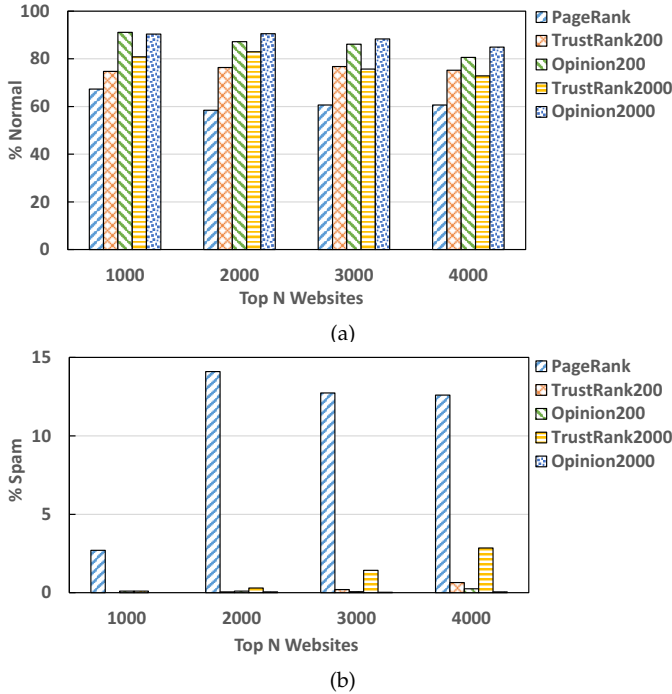 100
80
60
40
20
0
% Normal
1000 2000 3000 4000
Top N Websites
PageRank
TrustRank200
Opinion200
TrustRank2000
Opinion2000
(a)
15
10
5
0
% Spam
1000 2000 3000 4000
Top N Websites
PageRank
TrustRank200
Opinion200
TrustRank2000
Opinion2000
(b)